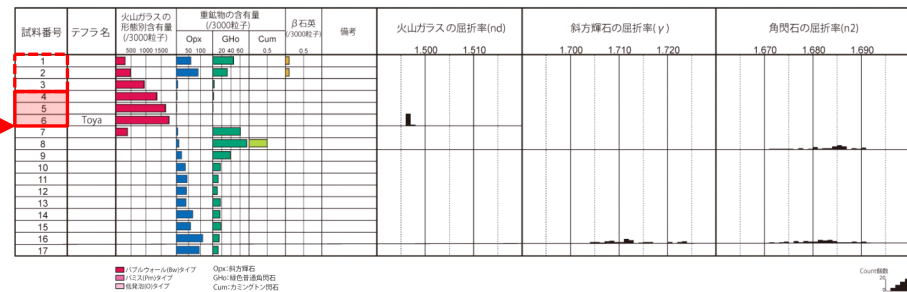 試料番号 テフラ名 火山ガラスの形態別含有量(/3000粒子) 重鉱物の含有量(/3000粒子) β石英(/3000粒子) 備考 火山ガラスの屈折率(nd) 斜方輝石の屈折率(γ) 角閃石の屈折率(n2)
Opx GHo Cum
500 1000 1500 50 100 20 40 60 0.5 0.5 1.500 1.510 1.700 1.710 1.720 1.670 1.680 1.690
1
2
3
4
5
6 Toya
7
8
9
10
11
12
13
14
15
16
17
バブルウォール(Bw)タイプ Opx:斜方輝石
パミス(Pm)タイプ GHo:緑色普通角閃石
低発泡(O)タイプ Cum:カミングトン閃石
Count個数
20
0